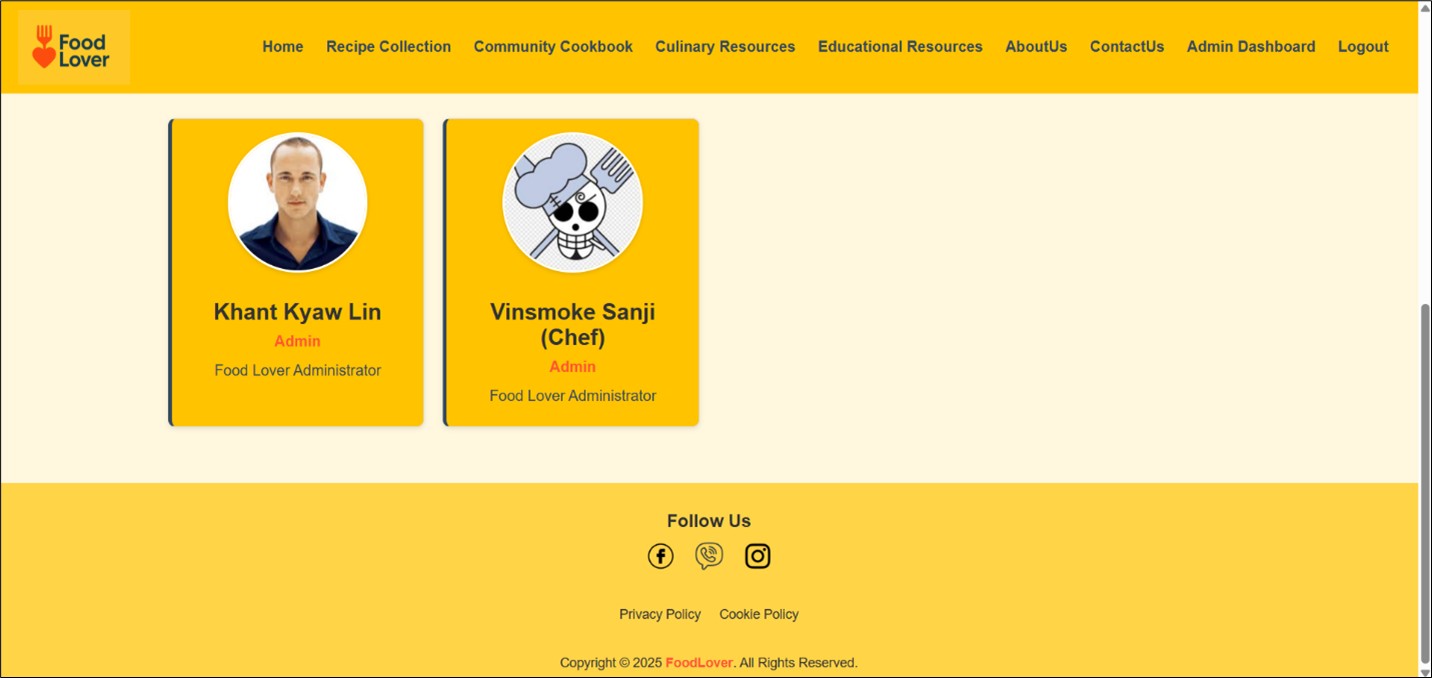 Food
Lover
Home Recipe Collection Community Cookbook Culinary Resources Educational Resources AboutUs ContactUs Admin Dashboard Logout
Khant Kyaw Lin
Admin
Food Lover Administrator
Vinsmoke Sanji
(Chef)
Admin
Food Lover Administrator
Follow Us
Privacy Policy Cookie Policy
Copyright © 2025 FoodLover. All Rights Reserved.